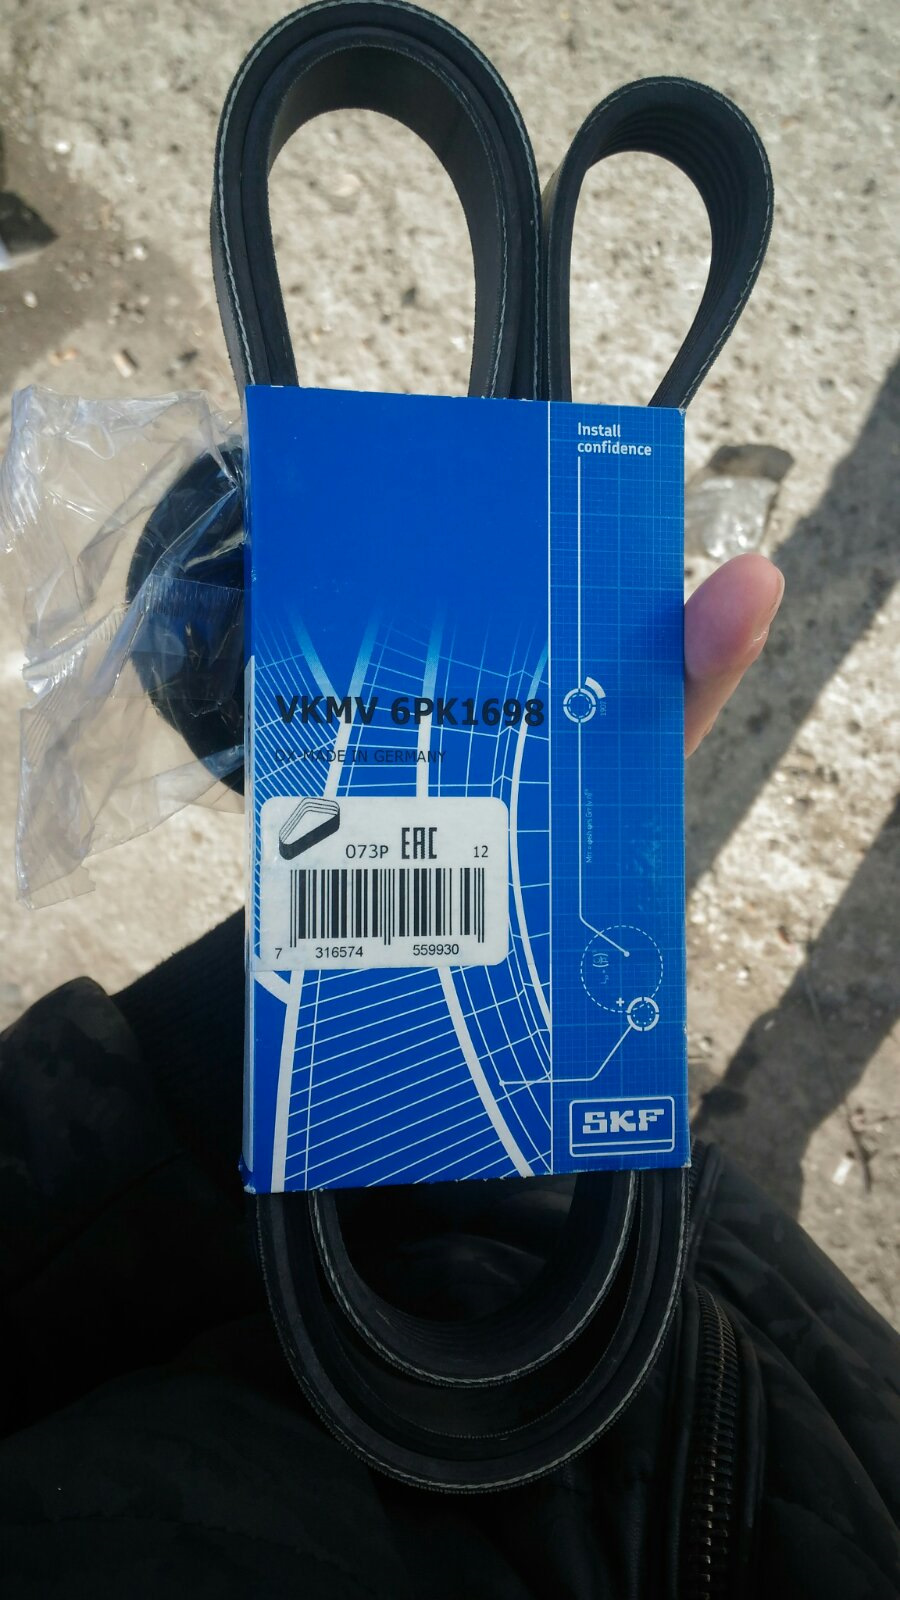 Install
confidence
VKMV 6PK1698
MADE IN GERMANY
073P EAC 12
7 316574 559930
SKF